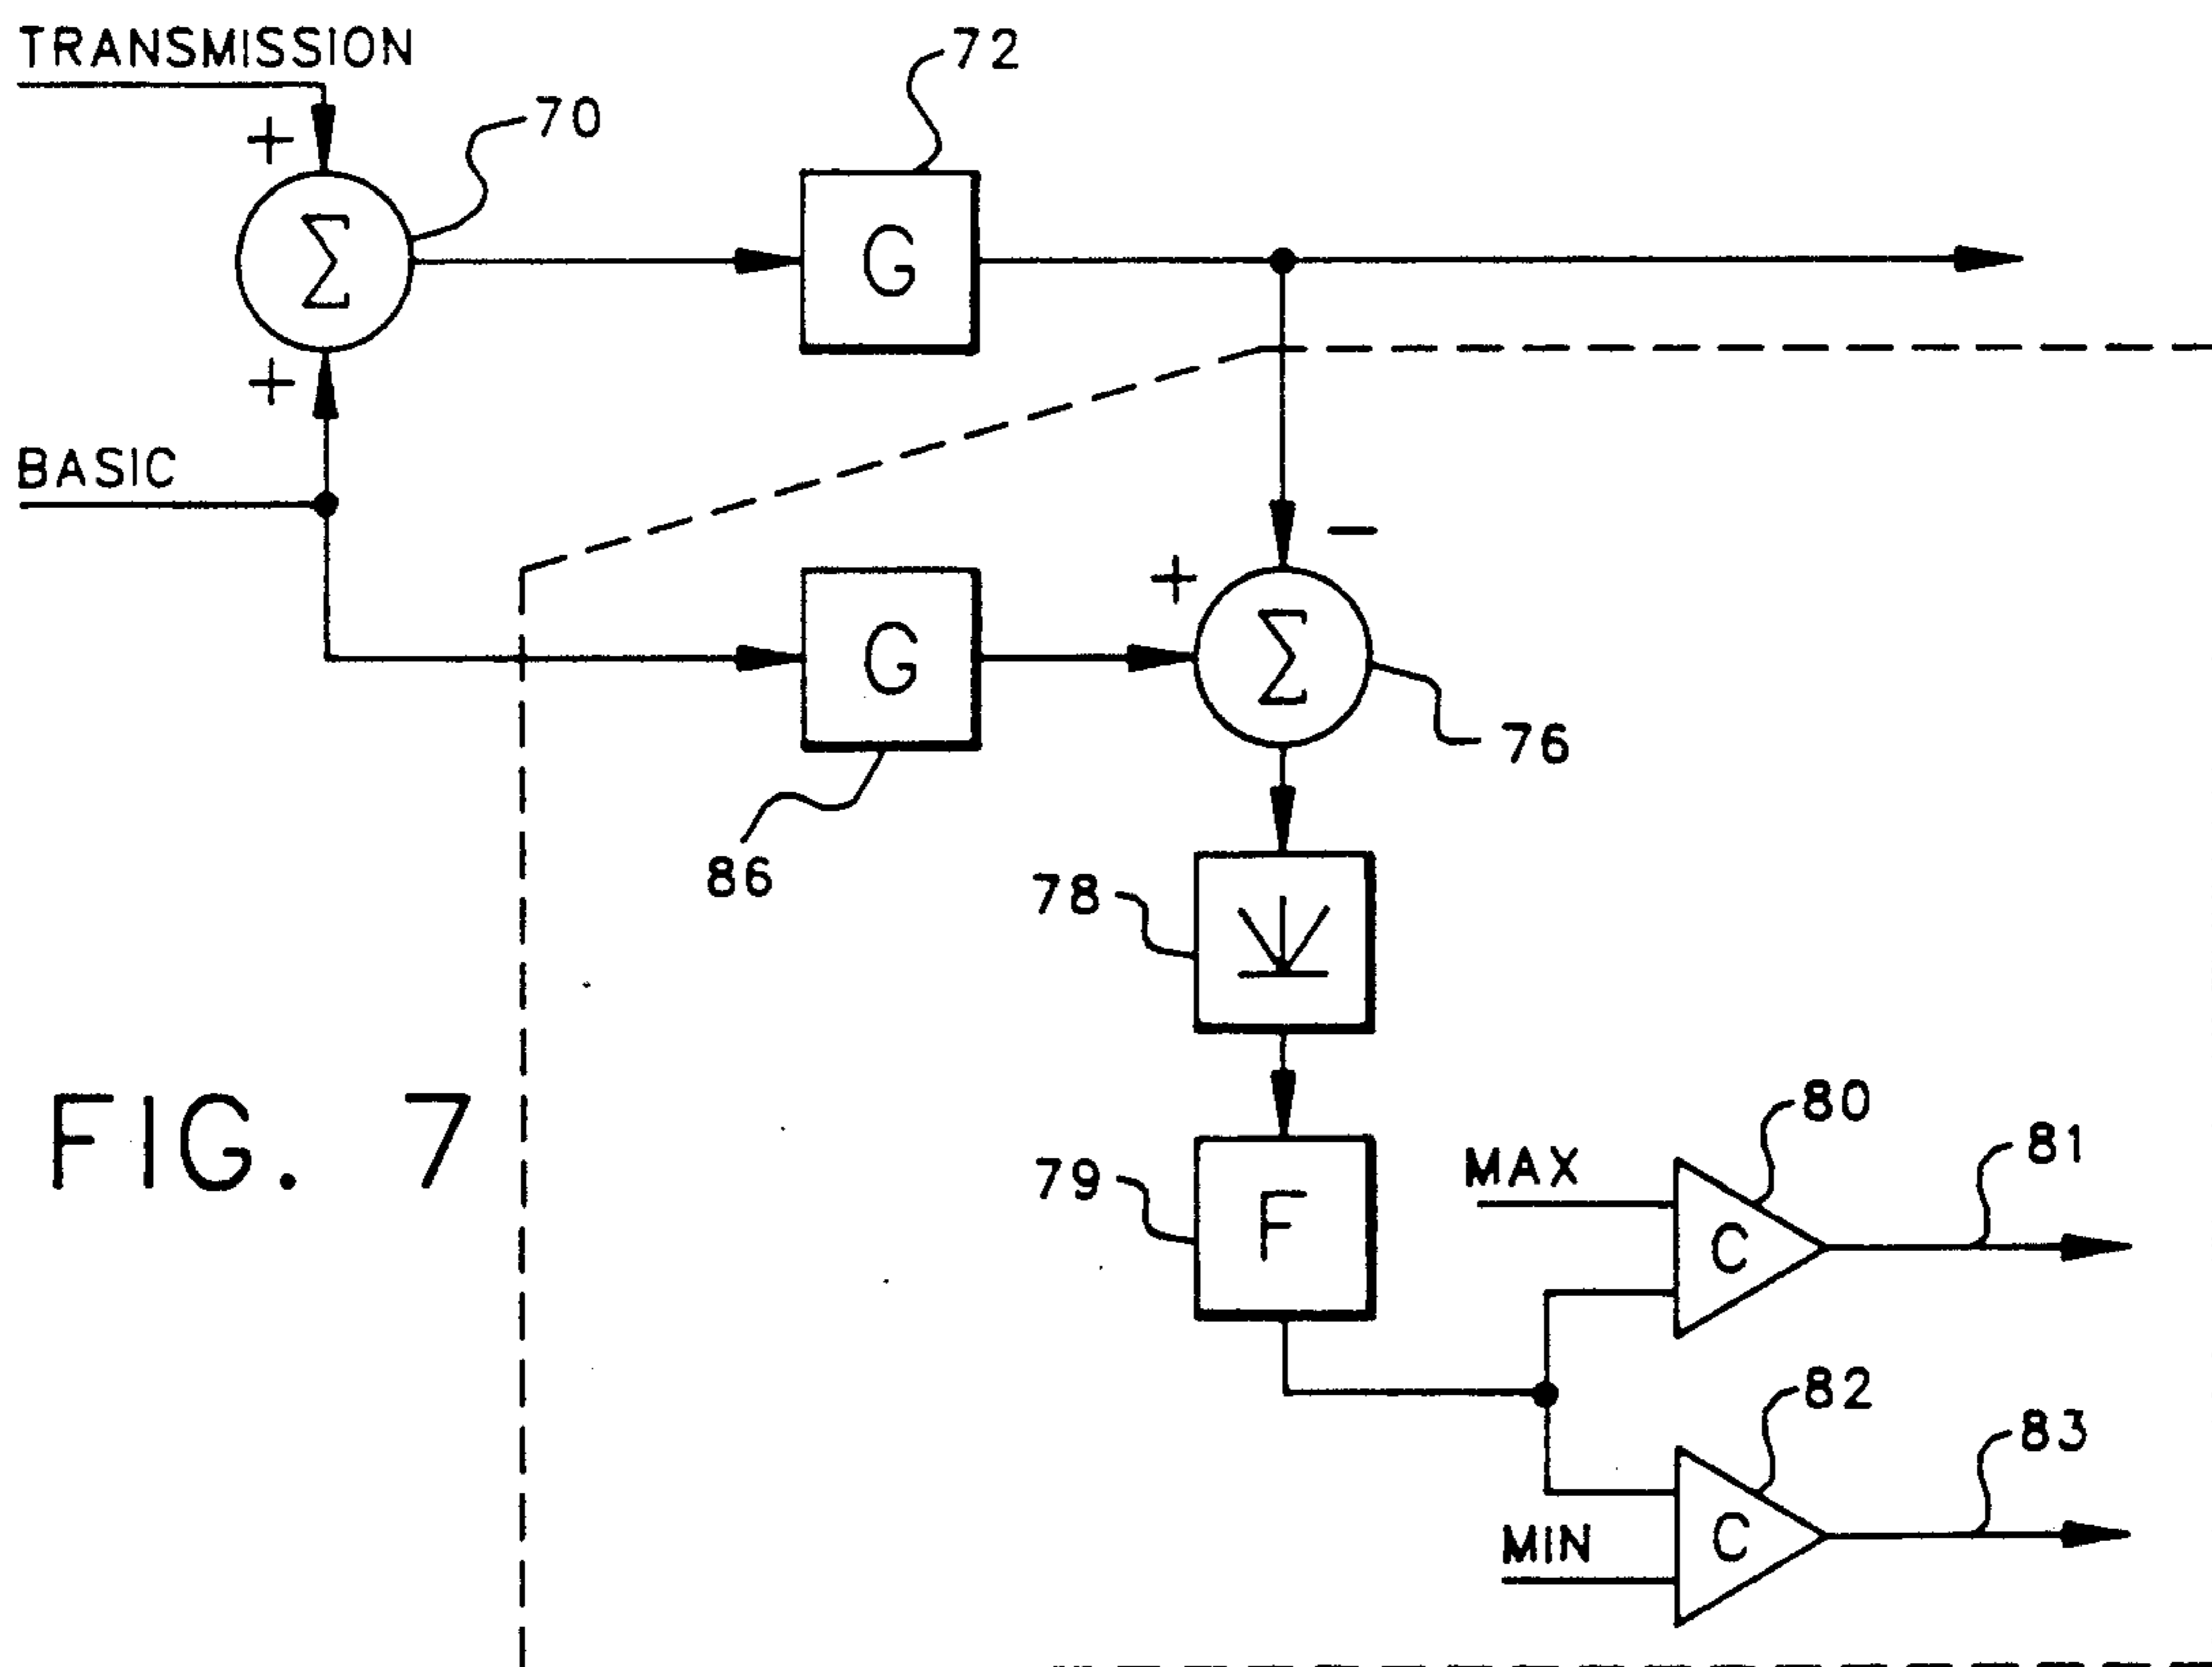 TRANSMISSION
72
70
+
Σ
G
+
BASIC
−
+
G
Σ
76
86
78
FIG. 7
79
F
MAX
80
81
C
82
83
MIN
C